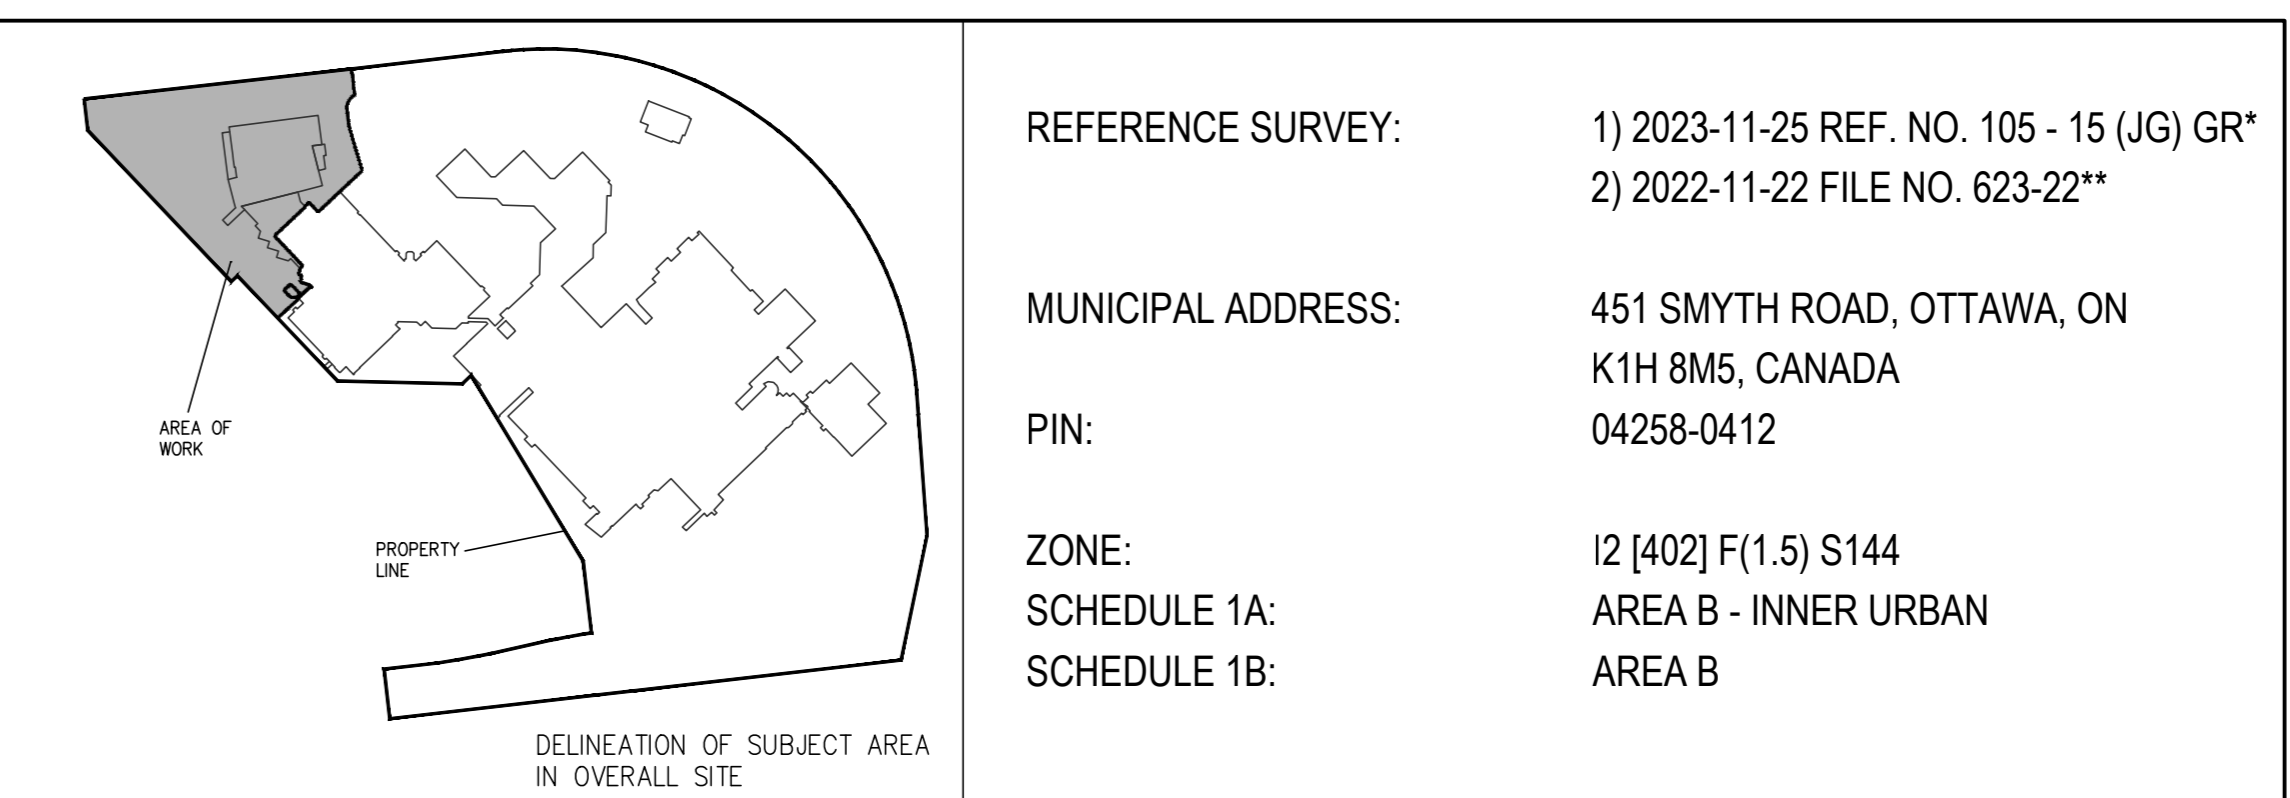 AREA OF
WORK
PROPERTY
LINE
DELINEATION OF SUBJECT AREA
IN OVERALL SITE
REFERENCE SURVEY: 1) 2023-11-25 REF. NO. 105 - 15 (JG) GR*
2) 2022-11-22 FILE NO. 623-22**
MUNICIPAL ADDRESS: 451 SMYTH ROAD, OTTAWA, ON
K1H 8M5, CANADA
PIN: 04258-0412
ZONE: I2 [402] F(1.5) S144
SCHEDULE 1A: AREA B - INNER URBAN
SCHEDULE 1B: AREA B